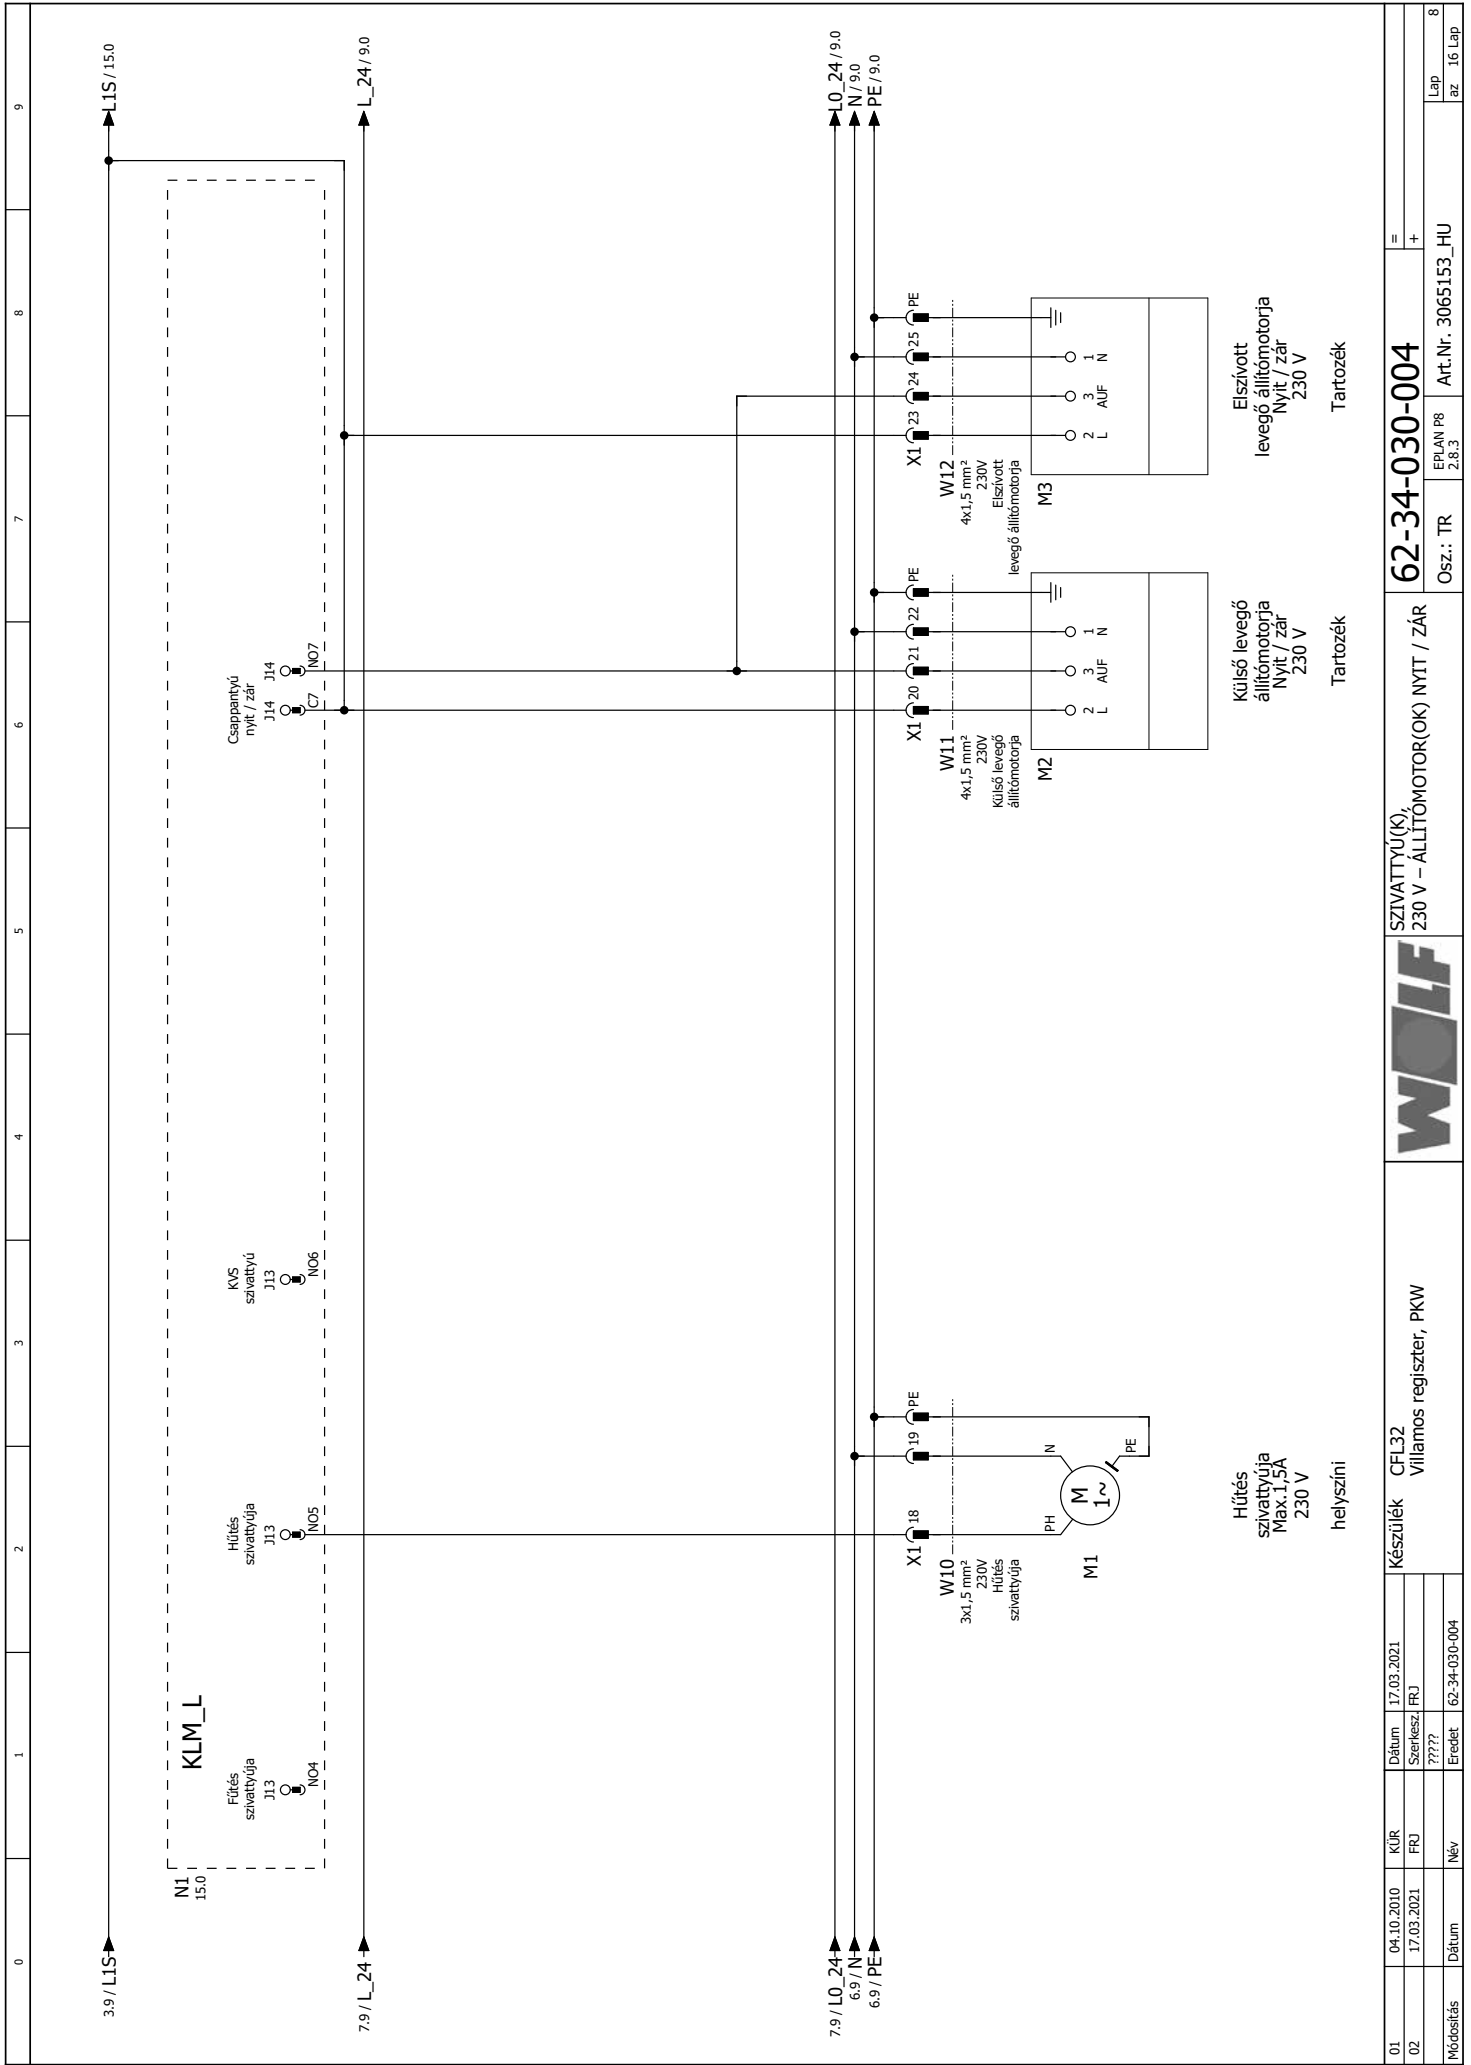 0
1
2
3
4
5
6
7
8
9
3.9 / L1S
L1S / 15.0
N1
15.0
KLM_L
Fűtés
szivattyúja
J13
NO4
Hűtés
szivattyúja
J13
NO5
KVS
szivattyú
J13
NO6
Csappantyú
nyit / zár
J14
C7
J14
NO7
7.9 / L_24
L_24 / 9.0
7.9 / L0_24
L0_24 / 9.0
6.9 / N
N / 9.0
6.9 / PE
PE / 9.0
X1
18
19
PE
W10
3x1,5 mm²
230V
Hűtés
szivattyúja
PH
N
M
1~
PE
M1
Hűtés
szivattyúja
Max.1,5A
230 V
helyszíni
X1
20
21
22
PE
W11
4x1,5 mm²
230V
Külső levegő
állítómotorja
2
3
1
L
AUF
N
M2
Külső levegő
állítómotorja
Nyit / zár
230 V
Tartozék
X1
23
24
25
PE
W12
4x1,5 mm²
230V
Elszívott
levegő állítómotorja
2
3
1
L
AUF
N
M3
Elszívott
levegő állítómotorja
Nyit / zár
230 V
Tartozék
01
04.10.2010
KÜR
02
17.03.2021
FRJ
Módosítás
Dátum
Név
Dátum
17.03.2021
Szerkesz.
FRJ
?????
Eredet
62-34-030-004
Készülék
CFL32
Villamos regiszter, PKW
WOLF
SZIVATTYÚ(K),
230 V – ÁLLÍTÓMOTOR(OK) NYIT / ZÁR
62-34-030-004
=
+
Osz.: TR
EPLAN P8
2.8.3
Art.Nr. 3065153_HU
Lap
8
az
16 Lap